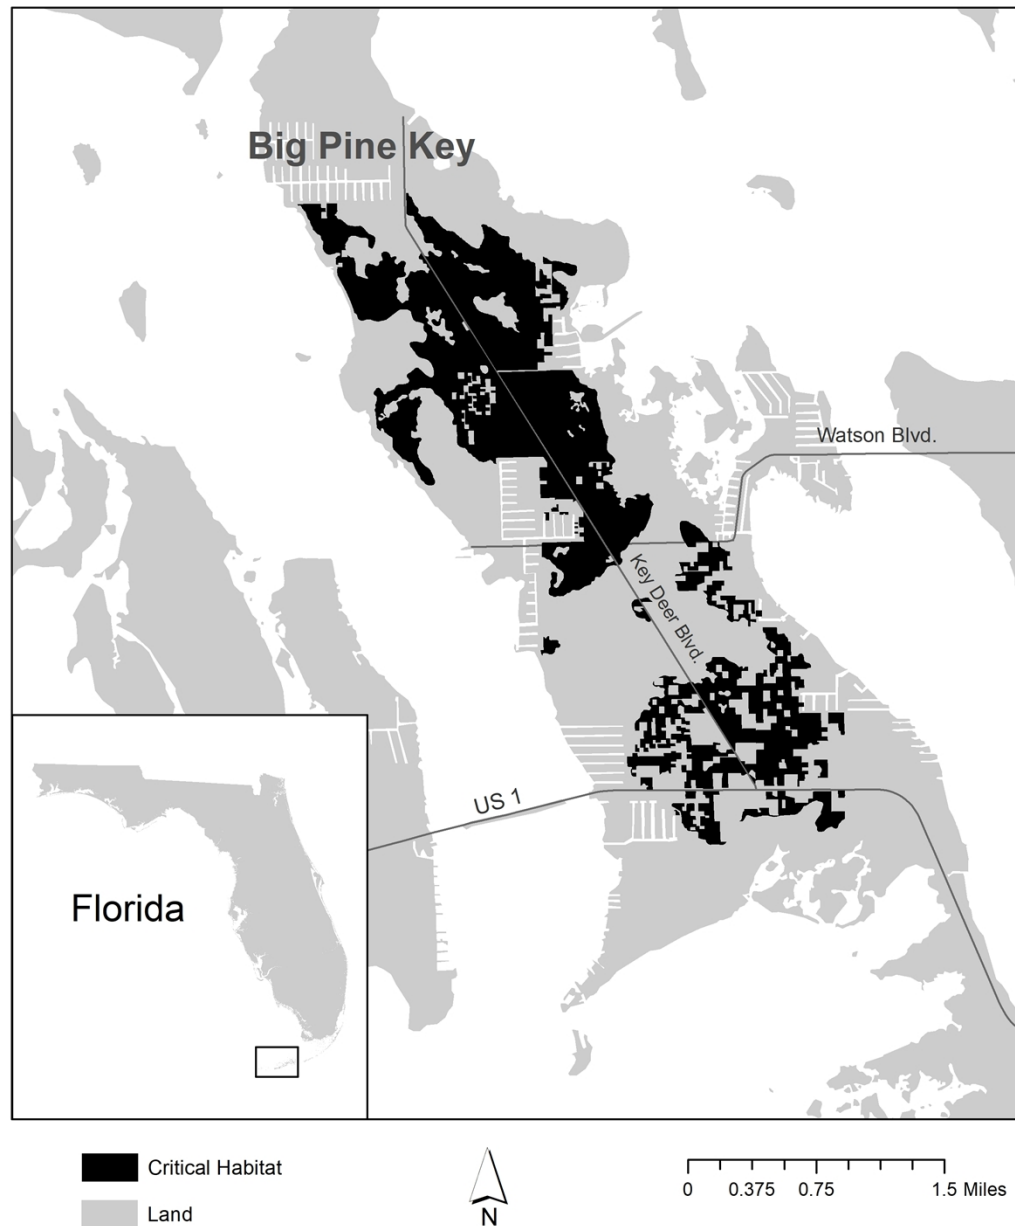 Big Pine Key
Watson Blvd.
Key Deer Blvd.
US 1
Florida
Critical Habitat
Land
N
0 0.375 0.75 1.5 Miles